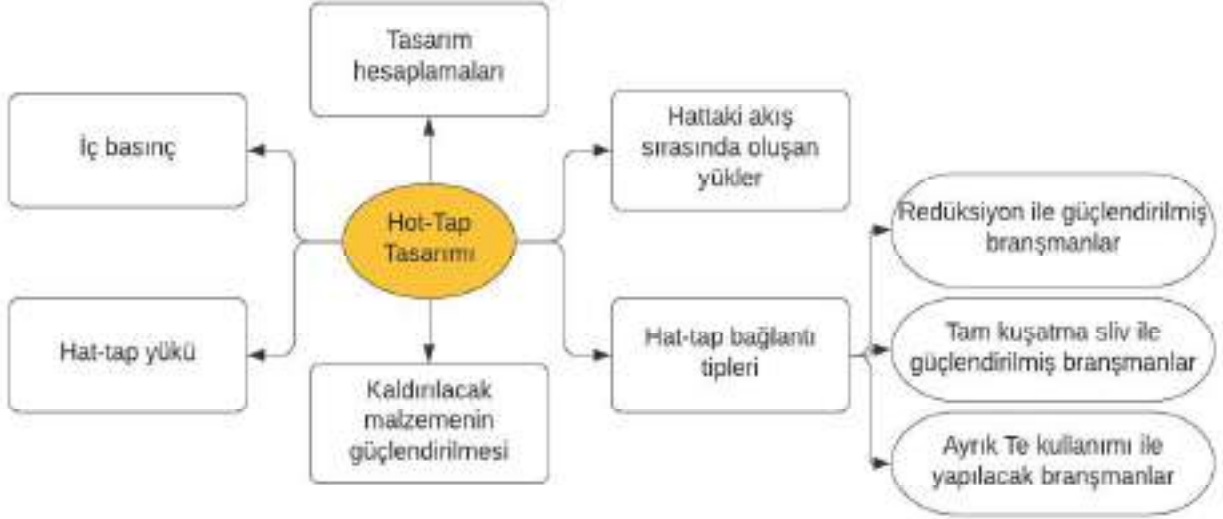 Tasarım
hesaplamaları
İç basınç
Hattaki akış
sırasında oluşan
yükler
Hot-Tap
Tasarımı
Redüksiyon ile güçlendirilmiş
branşmanlar
Hat-tap yükü
Hat-tap bağlantı
tipleri
Tam kuşatma sliv ile
güçlendirilmiş branşmanlar
Kaldırılacak
malzemenin
güçlendirilmesi
Ayrık Te kullanımı ile
yapılacak branşmanlar